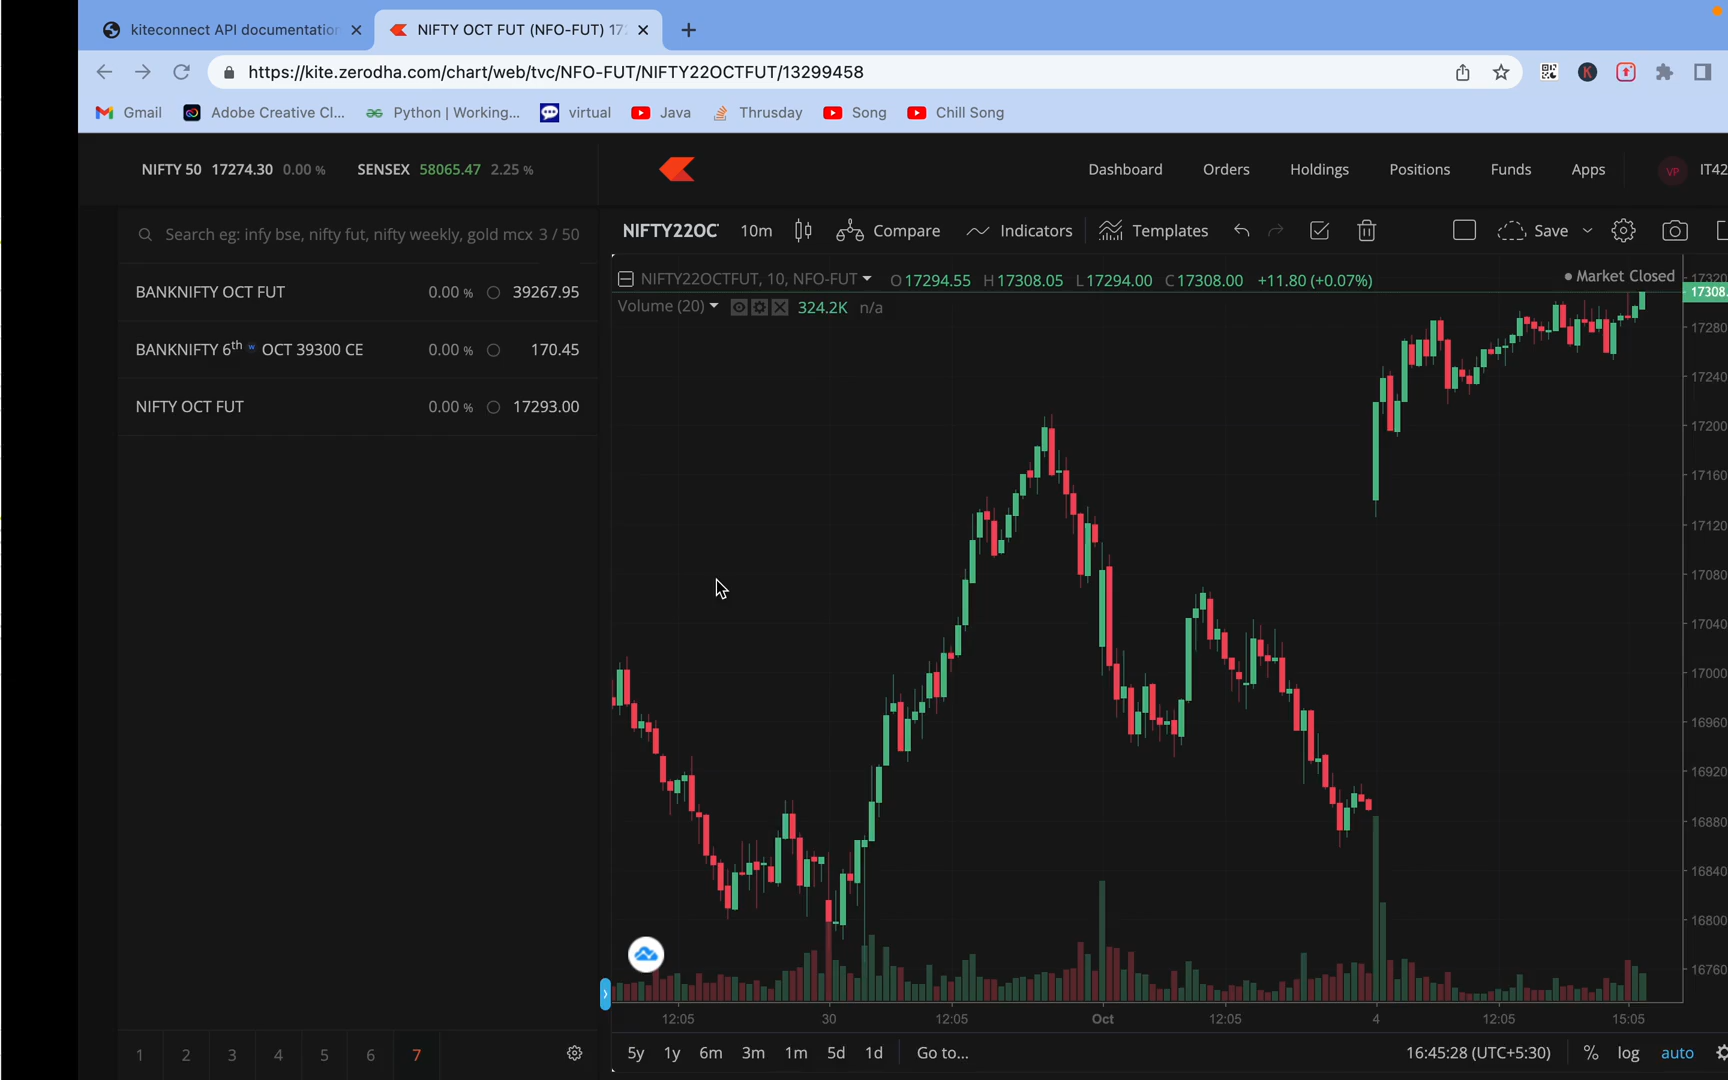 kiteconnect API documentation
NIFTY OCT FUT (NFO-FUT) 17
https://kite.zerodha.com/chart/web/tvc/NFO-FUT/NIFTY22OCTFUT/13299458
K
Gmail
Adobe Creative Cl...
Python | Working...
virtual
Java
Thrusday
Song
Chill Song
NIFTY 50 17274.30 0.00 %
SENSEX 58065.47 2.25 %
Dashboard
Orders
Holdings
Positions
Funds
Apps
VP
IT42
Search eg: infy bse, nifty fut, nifty weekly, gold mcx 3 / 50
BANKNIFTY OCT FUT 0.00 % 39267.95
BANKNIFTY 6th w OCT 39300 CE 0.00 % 170.45
NIFTY OCT FUT 0.00 % 17293.00
NIFTY22OC
10m
Compare
Indicators
Templates
Save
NIFTY22OCTFUT, 10, NFO-FUT
O17294.55 H17308.05 L17294.00 C17308.00 +11.80 (+0.07%)
Market Closed
Volume (20)
324.2K n/a
17320
17308.
17280
17240
17200
17160
17120
17080
17040
17000
16960
16920
16880
16840
16800
16760
12:05
30
12:05
Oct
12:05
4
12:05
15:05
5y 1y 6m 3m 1m 5d 1d Go to...
16:45:28 (UTC+5:30)
% log auto
1 2 3 4 5 6 7